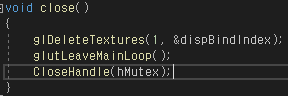 void close()
{
glDeleteTextures(1, &dispBindIndex);
glutLeaveMainLoop();
CloseHandle(hMutex);
}